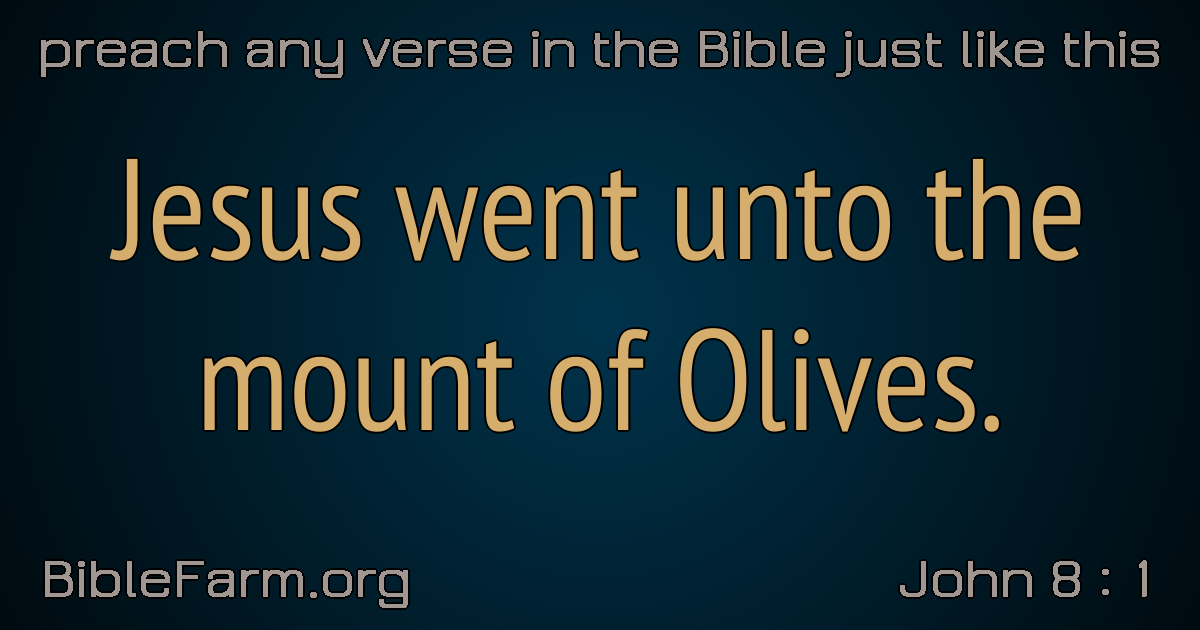 preach any verse in the Bible just like this
Jesus went unto the
mount of Olives.
BibleFarm.org
John 8 : 1